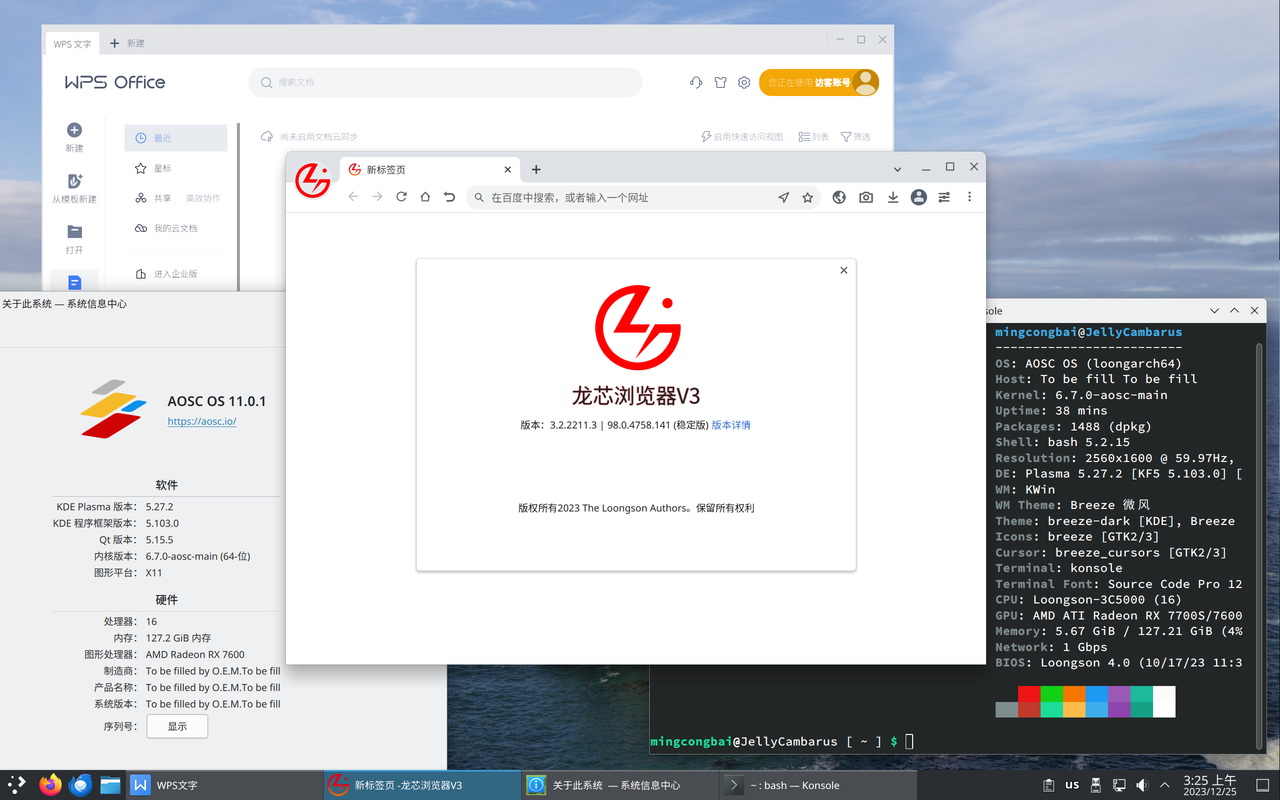 WPS 文字
新建
WPS Office
搜索文档
您正在使用 访客账号
新建
从模板新建
打开
最近
星标
共享 高效协作
我的云文档
进入企业版
尚未启用文档云同步
启用快速访问视图
列表
筛选
新标签页
在百度中搜索，或者输入一个网址
龙芯浏览器V3
版本：3.2.2211.3 | 98.0.4758.141 (稳定版) 版本详情
版权所有2023 The Loongson Authors。保留所有权利
关于此系统 — 系统信息中心
AOSC OS 11.0.1
https://aosc.io/
软件
KDE Plasma 版本： 5.27.2
KDE 程序框架版本： 5.103.0
Qt 版本： 5.15.5
内核版本： 6.7.0-aosc-main (64-位)
图形平台： X11
硬件
处理器： 16
内存： 127.2 GiB 内存
图形处理器： AMD Radeon RX 7600
制造商： To be filled by O.E.M.To be fill
产品名称： To be filled by O.E.M.To be fill
系统版本： To be filled by O.E.M.To be fill
序列号： 显示
sole
mingcongbai@JellyCambarus
-------------------------
OS: AOSC OS (loongarch64)
Host: To be fill To be fill
Kernel: 6.7.0-aosc-main
Uptime: 38 mins
Packages: 1488 (dpkg)
Shell: bash 5.2.15
Resolution: 2560x1600 @ 59.97Hz,
DE: Plasma 5.27.2 [KF5 5.103.0] [
WM: KWin
WM Theme: Breeze 微风
Theme: breeze-dark [KDE], Breeze
Icons: breeze [GTK2/3]
Cursor: breeze_cursors [GTK2/3]
Terminal: konsole
Terminal Font: Source Code Pro 12
CPU: Loongson-3C5000 (16)
GPU: AMD ATI Radeon RX 7700S/7600
Memory: 5.67 GiB / 127.21 GiB (4%
Network: 1 Gbps
BIOS: Loongson 4.0 (10/17/23 11:3
mingcongbai@JellyCambarus [ ~ ] $
WPS文字
新标签页 -龙芯浏览器V3
关于此系统 — 系统信息中心
~ : bash — Konsole
US
3:25 上午
2023/12/25